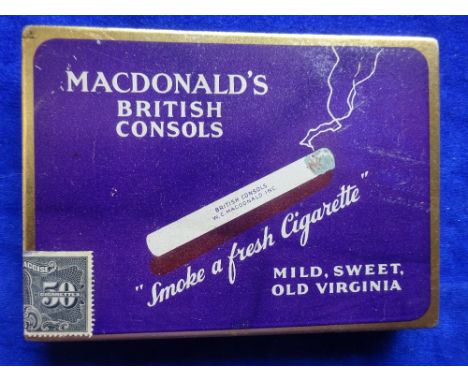 MACDONALD'S
BRITISH
CONSOLS
BRITISH CONSOLS
W.C. MACDONALD INC.
"Smoke a fresh Cigarette"
MILD, SWEET,
OLD VIRGINIA
50
CIGARETTES